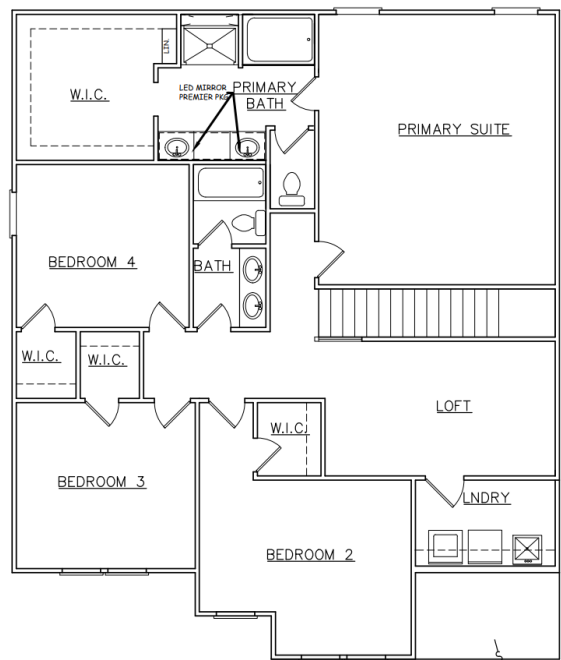 LIN.
W.I.C.
LED MIRROR
PREMIER PKG
PRIMARY
BATH
PRIMARY SUITE
BEDROOM 4
BATH
W.I.C.
W.I.C.
LOFT
W.I.C.
BEDROOM 3
LNDRY
BEDROOM 2